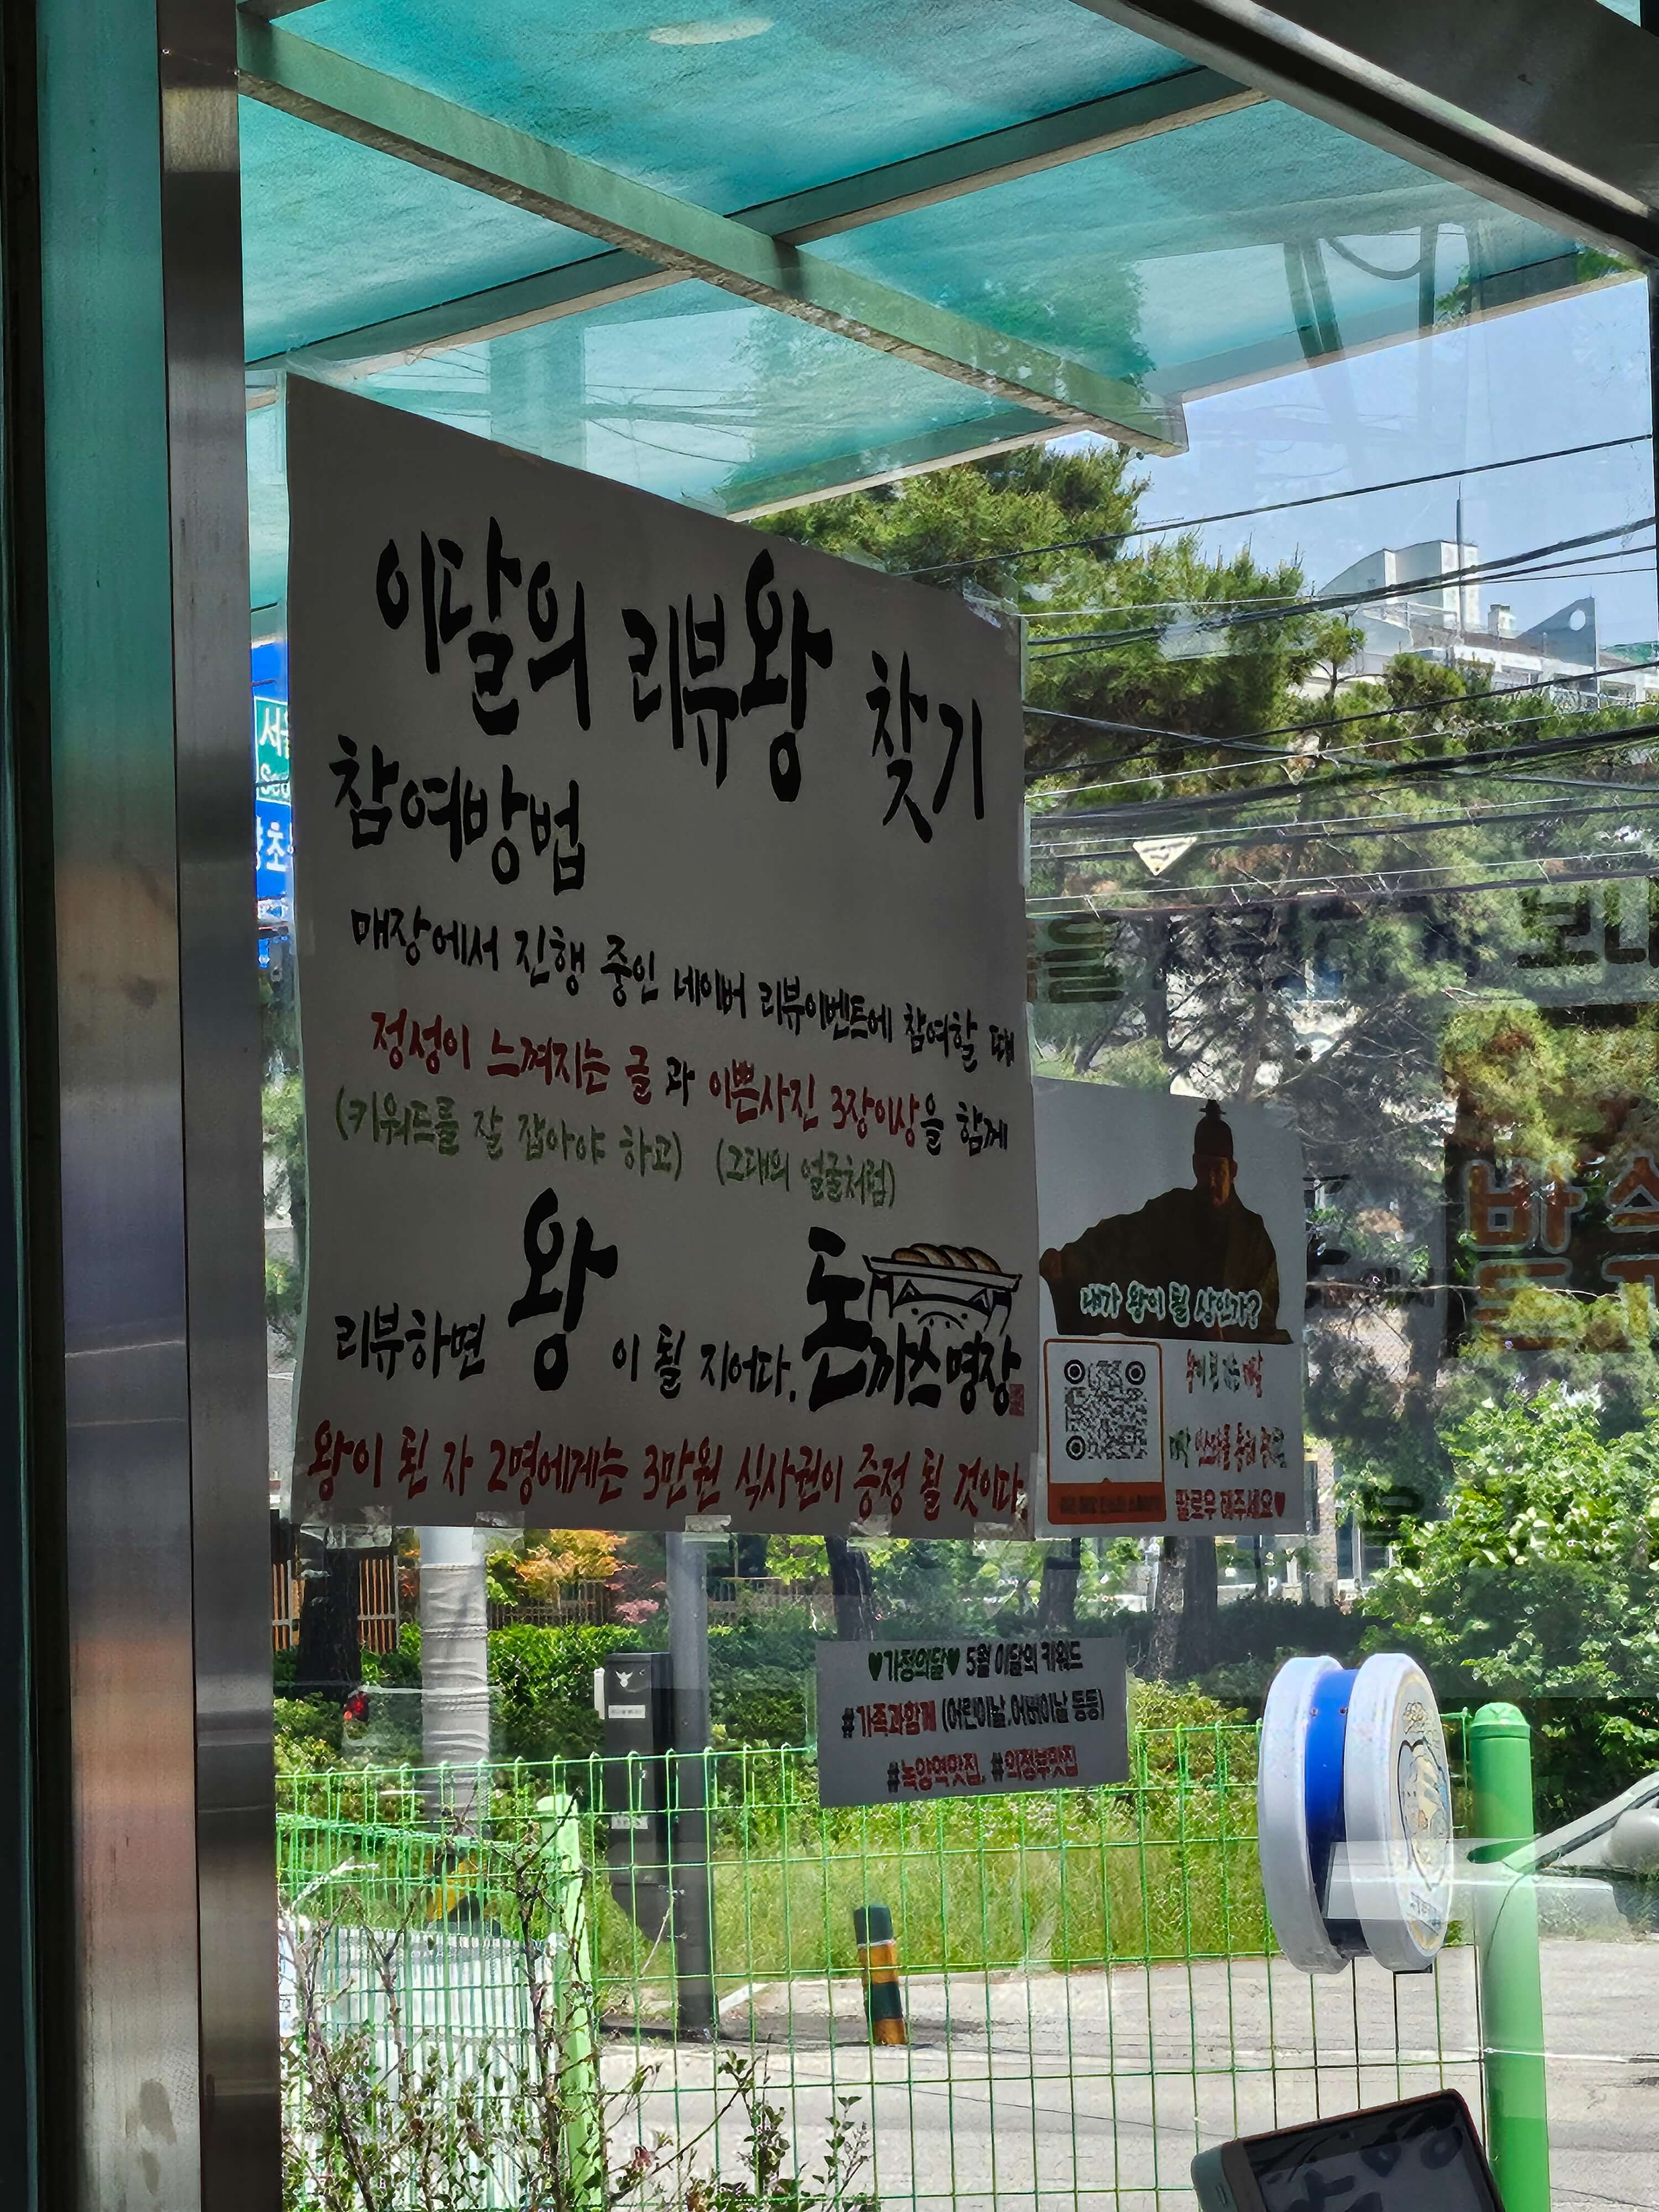 이달의 리뷰왕 찾기
참여방법
매장에서 진행 중인 네이버 리뷰이벤트에 참여할 때
정성이 느껴지는 글과 이쁜사진 3장이상을 함께
(키워드를 잘 잡아야 하고) (그대의 얼굴처럼)
리뷰하면 왕이 될 지어다.
돈까스명장
왕이 된 자 2명에게는 3만원 식사권이 증정 될 것이다.
내가 왕이 될 상인가?
팔로우 해주세요♥
♥가정의달♥ 5월 이달의 키워드
#가족과함께 (어린이날,어버이날 등등)
#녹양역맛집, #의정부맛집